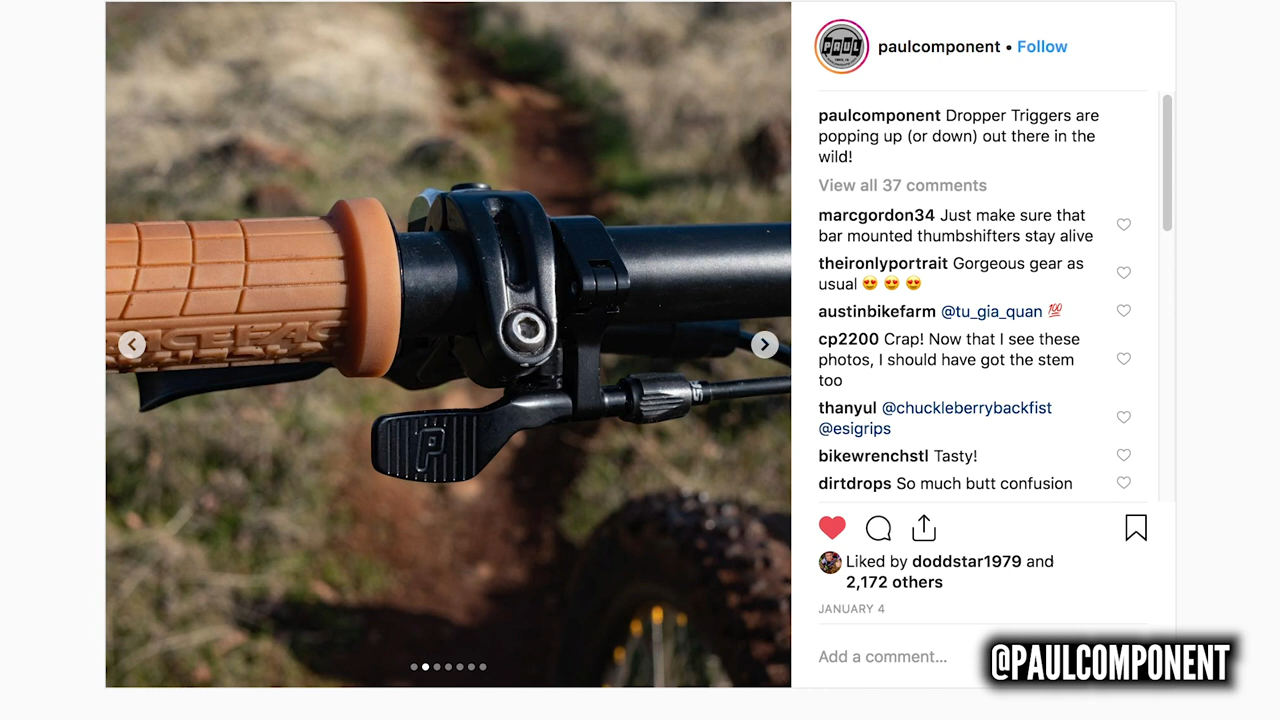 PAUL
paulcomponent • Follow
paulcomponent Dropper Triggers are
popping up (or down) out there in the
wild!
View all 37 comments
marcgordon34 Just make sure that
bar mounted thumbshifters stay alive
theironlyportrait Gorgeous gear as
usual 😍 😍 😍
austinbikefarm @tu_gia_quan 💯
cp2200 Crap! Now that I see these
photos, I should have got the stem
too
thanyul @chuckleberrybackfist
@esigrips
bikewrenchstl Tasty!
dirtdrops So much butt confusion
P
Liked by doddstar1979 and
2,172 others
JANUARY 4
Add a comment...
@PAULCOMPONENT